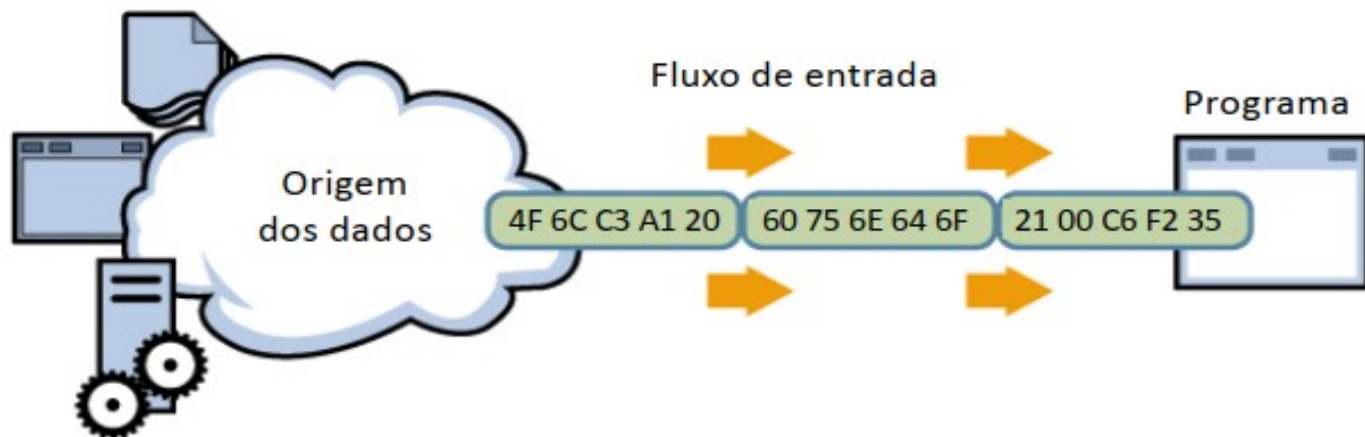 Fluxo de entrada
Programa
Origem
dos dados
4F 6C C3 A1 20
60 75 6E 64 6F
21 00 C6 F2 35